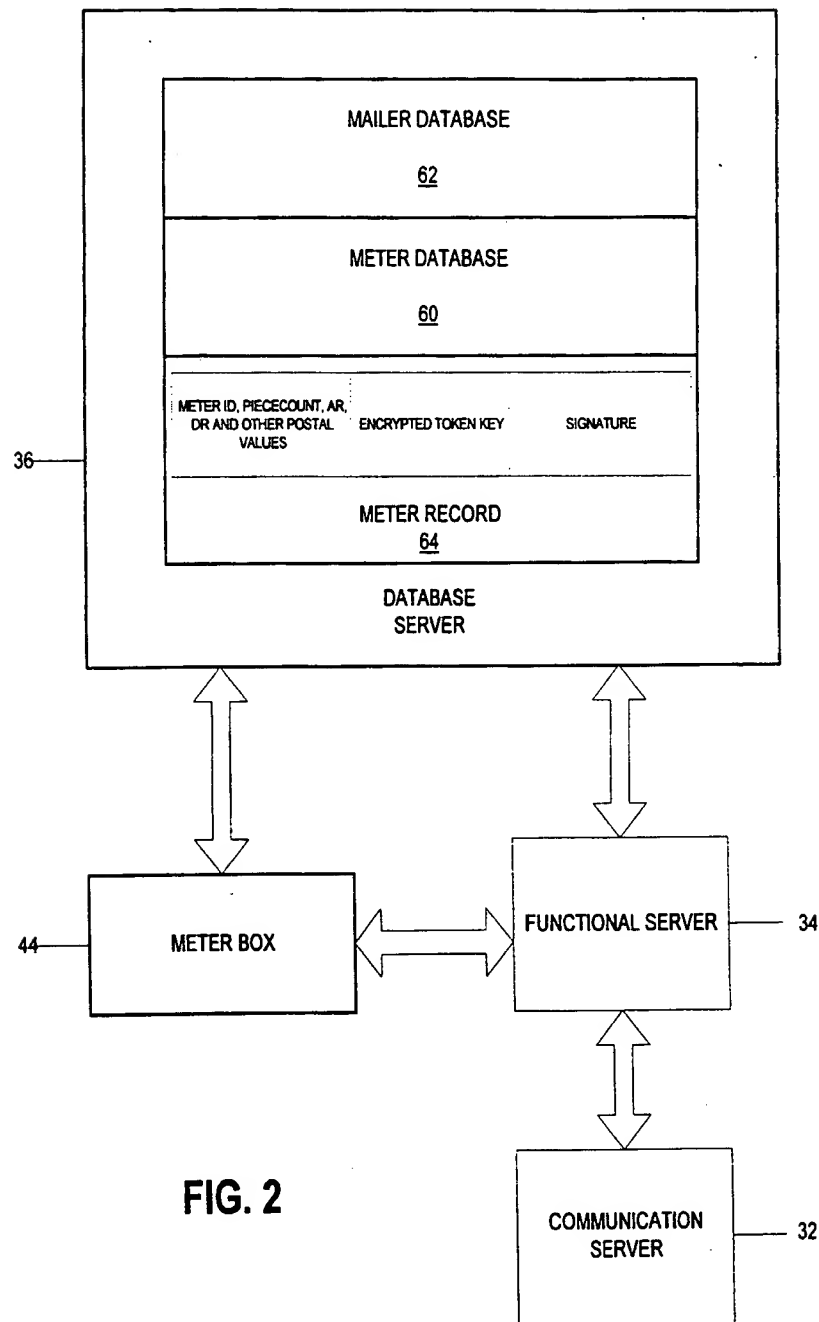 MAILER DATABASE
62
METER DATABASE
60
METER ID, PIECECOUNT, AR,
DR AND OTHER POSTAL
VALUES
ENCRYPTED TOKEN KEY
SIGNATURE
METER RECORD
64
36
DATABASE
SERVER
44
METER BOX
FUNCTIONAL SERVER
34
FIG. 2
COMMUNICATION
SERVER
32